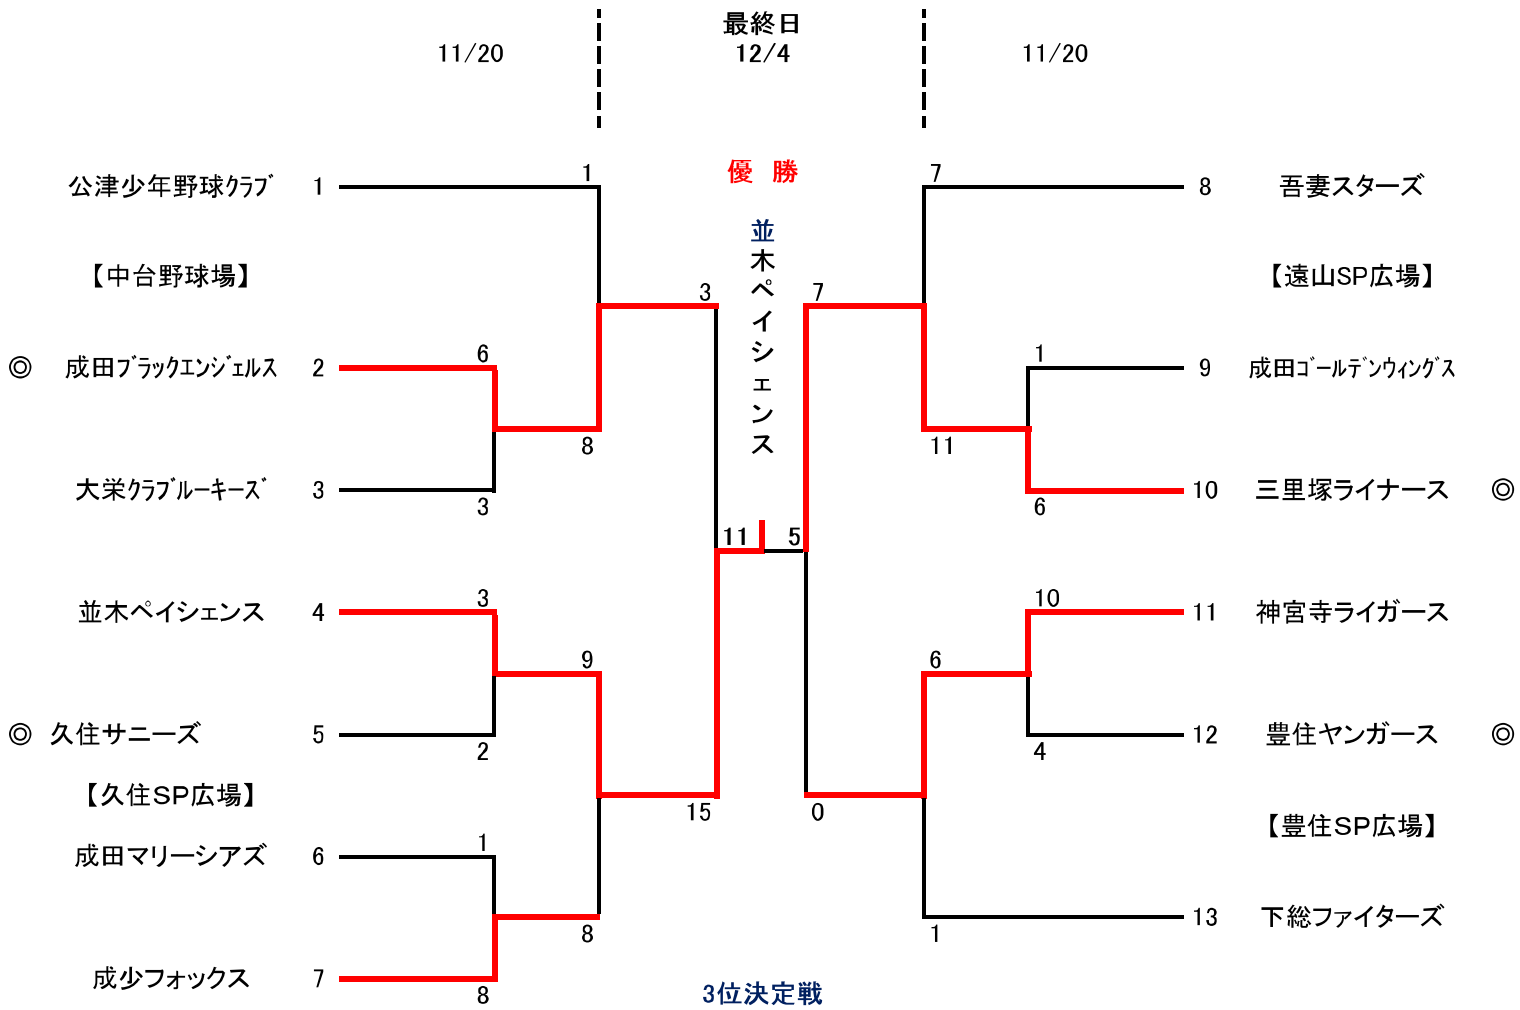 最終日
11/20
12/4
11/20
優 勝
並木ペイシェンス
公津少年野球ｸﾗﾌﾞ 1
1
7
8 吾妻スターズ
【中台野球場】
【遠山SP広場】
3
7
◎ 成田ﾌﾞﾗｯｸｴﾝｼﾞｪﾙｽ 2
6
1
9 成田ｺﾞｰﾙﾃﾞﾝｳｨﾝｸﾞｽ
8
11
大栄ｸﾗﾌﾞﾙｰｷｰｽﾞ 3
3
6
10 三里塚ライナース ◎
11
5
並木ペイシェンス 4
3
10
11 神宮寺ライガース
9
6
◎ 久住サニーズ 5
2
4
12 豊住ヤンガース ◎
【久住SP広場】
15
0
【豊住SP広場】
成田マリーシアズ 6
1
8
1
13 下総ファイターズ
成少フォックス 7
8
3位決定戦